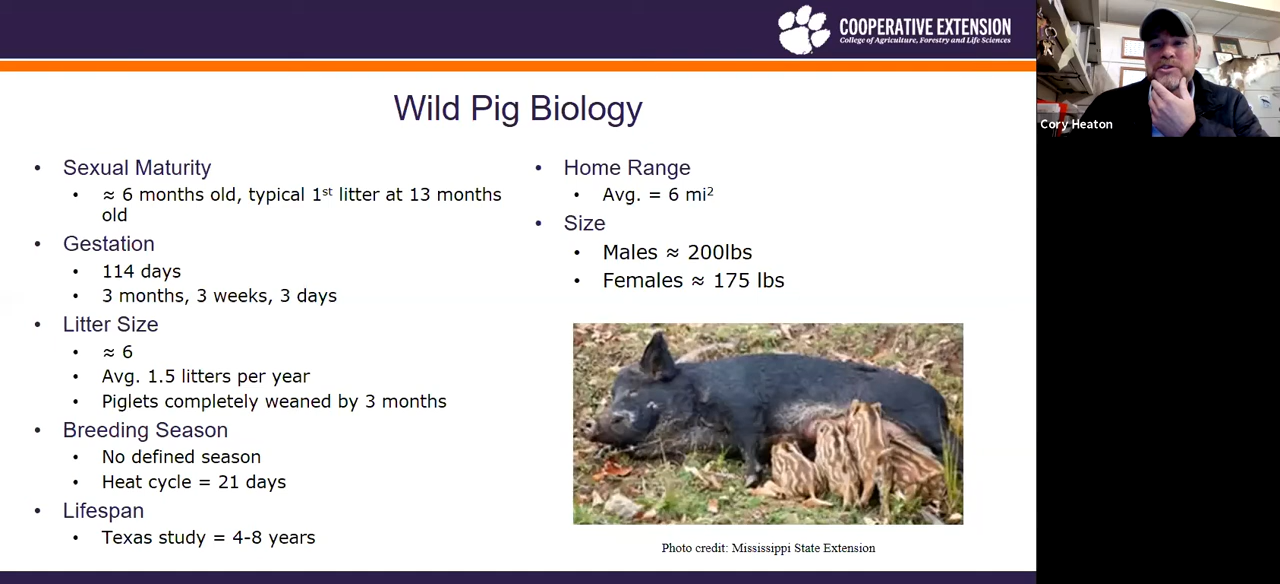 COOPERATIVE EXTENSION
College of Agriculture, Forestry and Life Sciences
Cory Heaton
Wild Pig Biology
• Sexual Maturity
• ≈ 6 months old, typical 1st litter at 13 months
old
• Gestation
• 114 days
• 3 months, 3 weeks, 3 days
• Litter Size
• ≈ 6
• Avg. 1.5 litters per year
• Piglets completely weaned by 3 months
• Breeding Season
• No defined season
• Heat cycle = 21 days
• Lifespan
• Texas study = 4-8 years
• Home Range
• Avg. = 6 mi²
• Size
• Males ≈ 200lbs
• Females ≈ 175 lbs
Photo credit: Mississippi State Extension